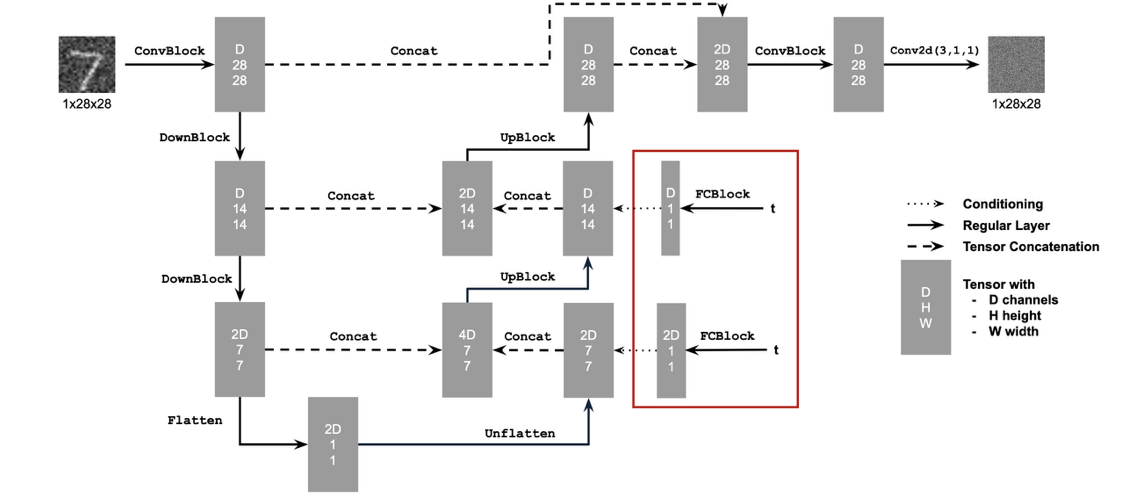 ConvBlock
D
28
28
Concat
D
28
28
Concat
2D
28
28
ConvBlock
D
28
28
Conv2d(3,1,1)
7
1x28x28
1x28x28
DownBlock
UpBlock
D
14
14
Concat
2D
14
14
Concat
D
14
14
D
1
1
FCBlock
t
Conditioning
Regular Layer
Tensor Concatenation
DownBlock
UpBlock
D
H
W
Tensor with
- D channels
- H height
- W width
2D
7
7
Concat
4D
7
7
Concat
2D
7
7
2D
1
1
FCBlock
t
Flatten
2D
1
1
Unflatten